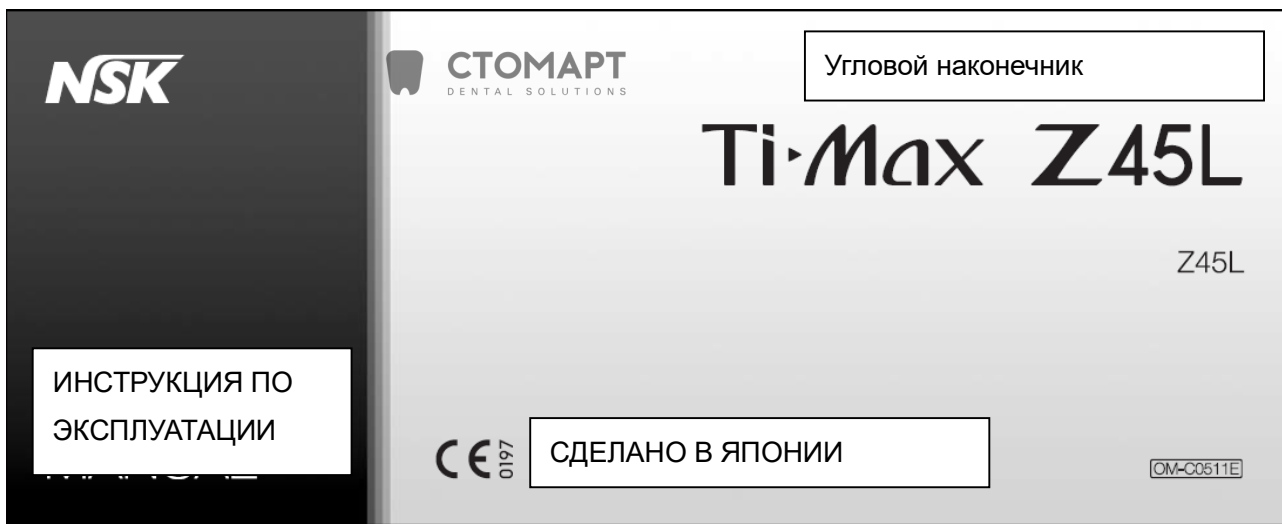 NSK
СТОМАРТ
DENTAL SOLUTIONS
Угловой наконечник
Ti-Max Z45L
Z45L
ИНСТРУКЦИЯ ПО
ЭКСПЛУАТАЦИИ
CE 0197
СДЕЛАНО В ЯПОНИИ
OM-C0511E